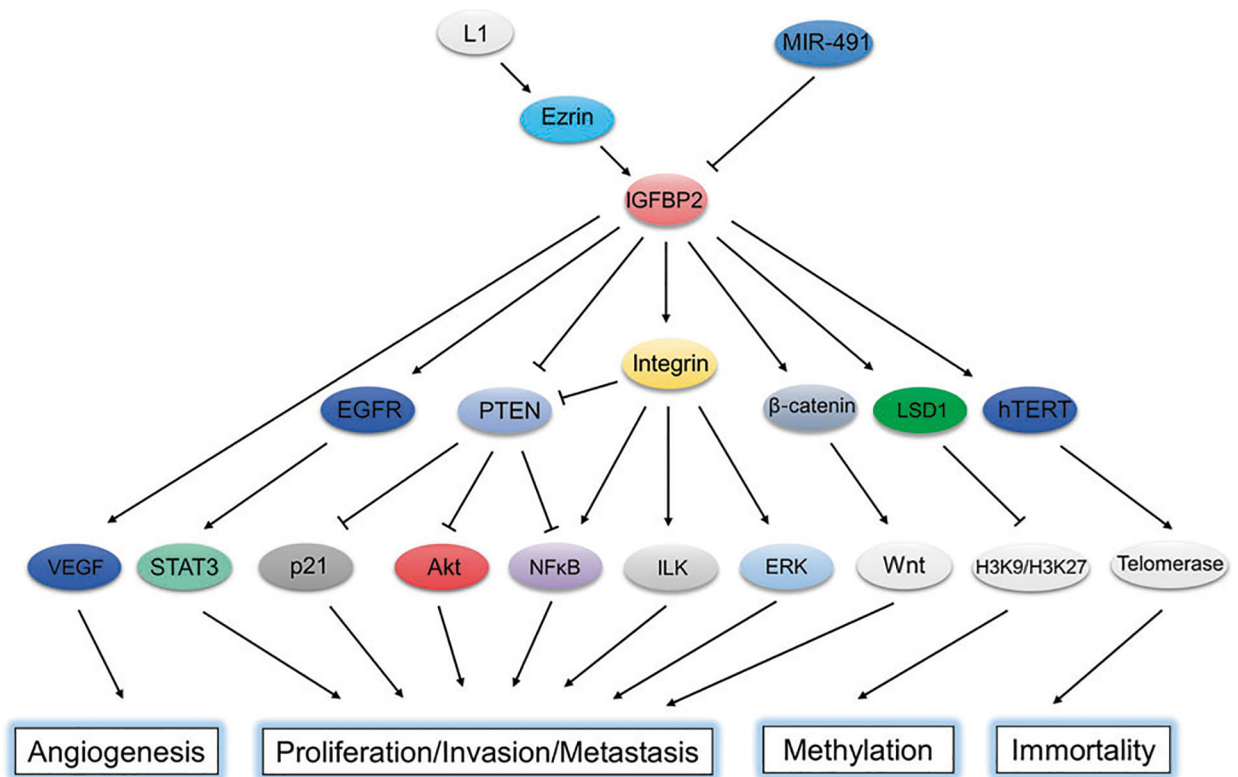 L1
MIR-491
Ezrin
IGFBP2
Integrin
EGFR
PTEN
β-catenin
LSD1
hTERT
VEGF
STAT3
p21
Akt
NFκB
ILK
ERK
Wnt
H3K9/H3K27
Telomerase
Angiogenesis
Proliferation/Invasion/Metastasis
Methylation
Immortality